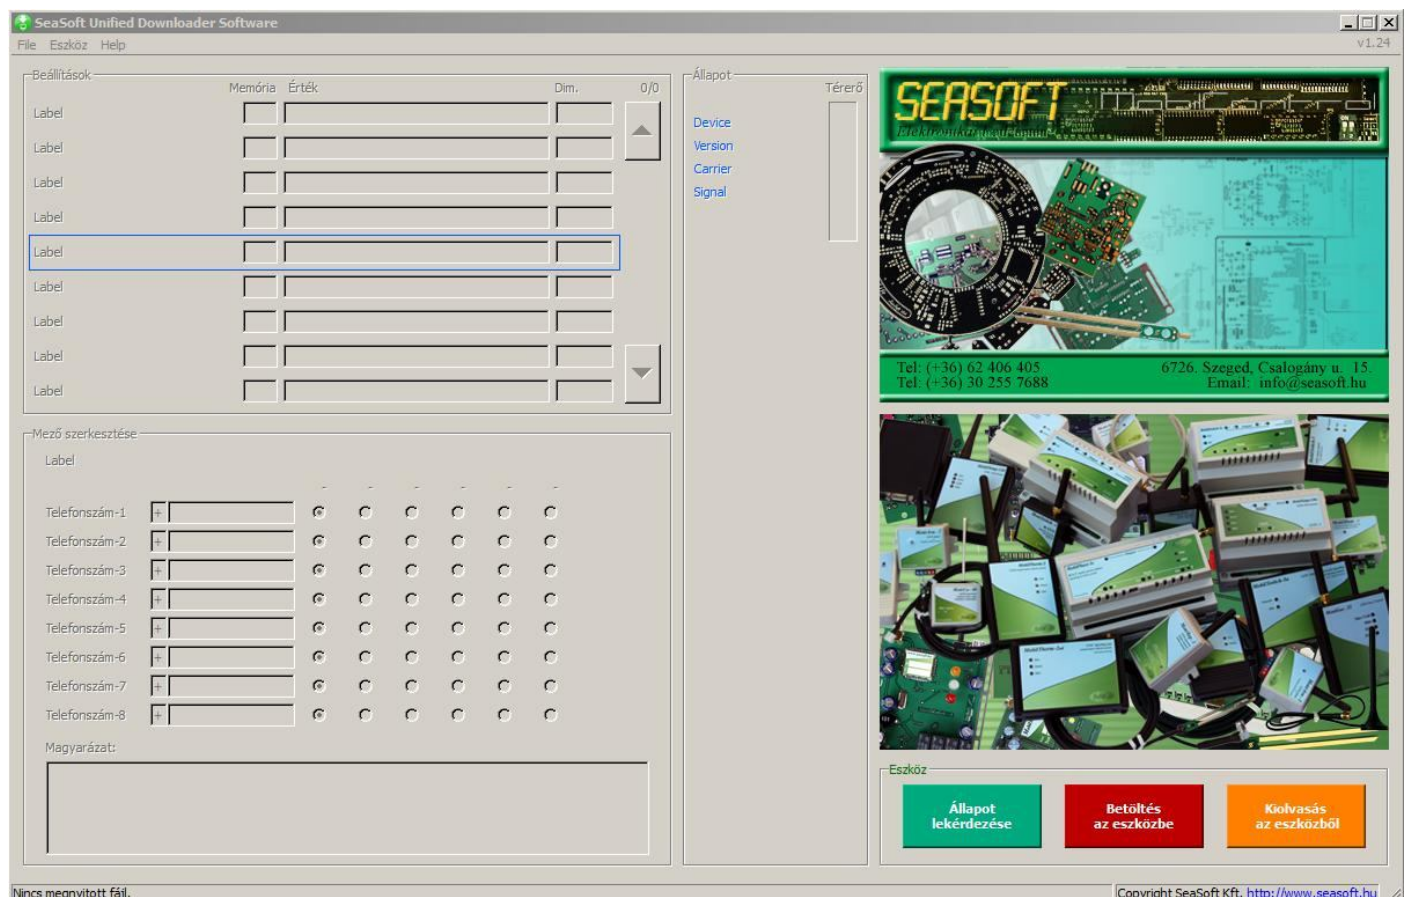 SeaSoft Unified Downloader Software
File Eszköz Help
v1.24
Beállítások
Memória Érték Dim. 0/0
Label
Label
Label
Label
Label
Label
Label
Label
Label
Állapot
Térerő
Device
Version
Carrier
Signal
SEASOFT
Tel: (+36) 62 406 405
Tel: (+36) 30 255 7688
6726. Szeged, Csalogány u. 15.
Email: info@seasoft.hu
Mező szerkesztése
Label
- - - - - -
Telefonszám-1 +
Telefonszám-2 +
Telefonszám-3 +
Telefonszám-4 +
Telefonszám-5 +
Telefonszám-6 +
Telefonszám-7 +
Telefonszám-8 +
Magyarázat:
Eszköz
Állapot
lekérdezése
Betöltés
az eszközbe
Kiolvasás
az eszközből
Nincs megnyitott fájl.
Copyright SeaSoft Kft. http://www.seasoft.hu